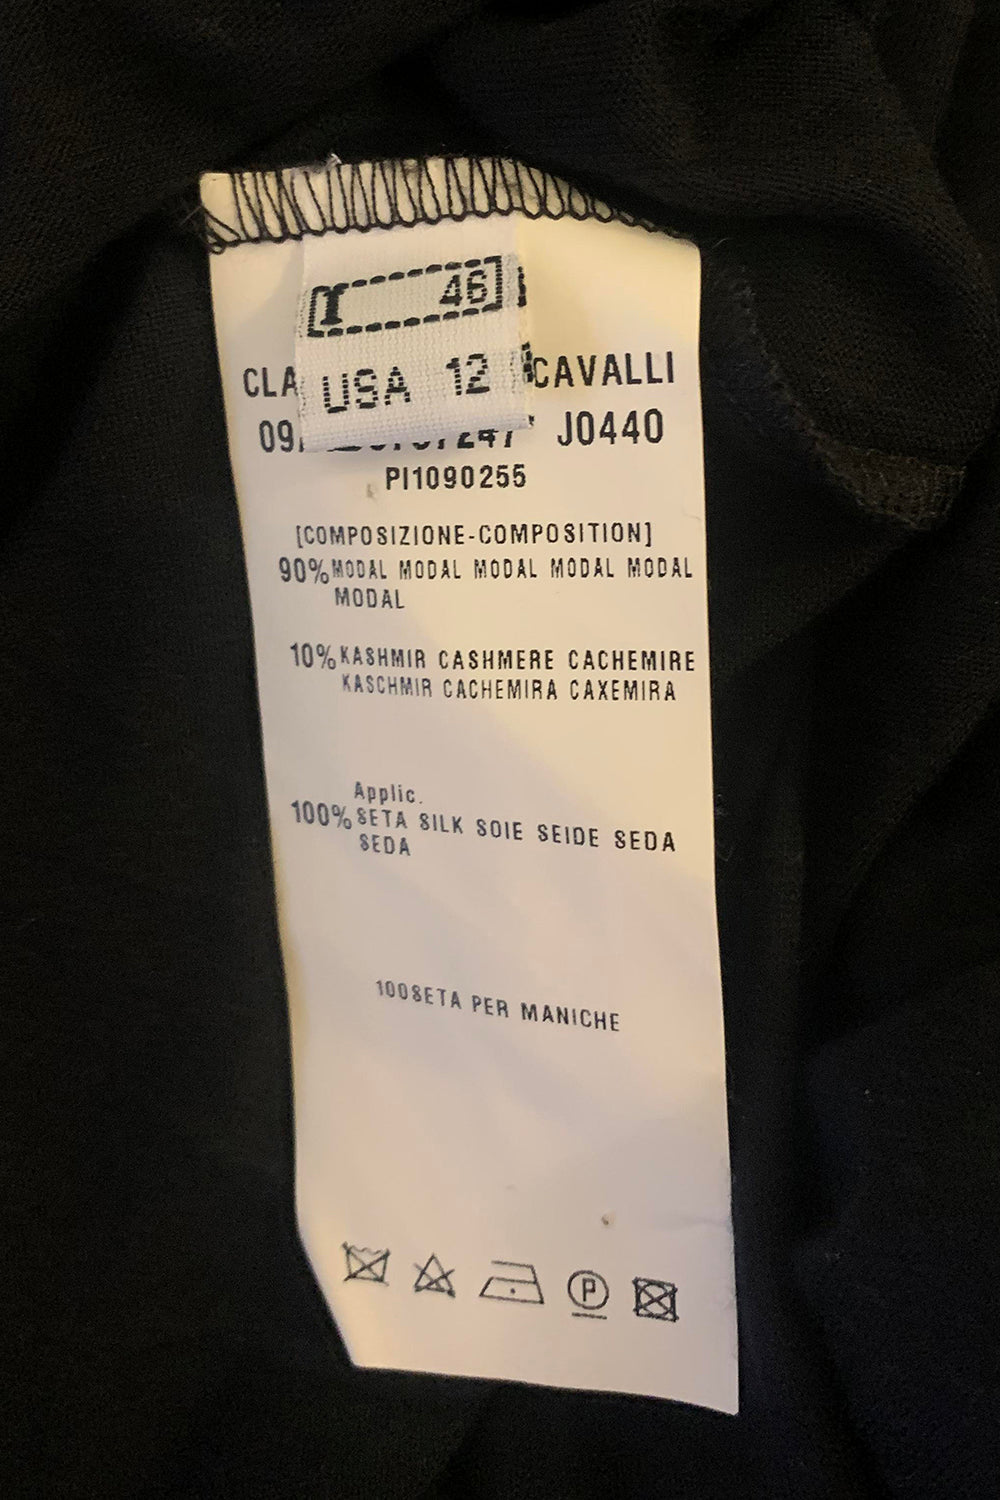 I 46
USA 12
CAVALLI
J0440
PI1090255
[COMPOSIZIONE-COMPOSITION]
90% MODAL MODAL MODAL MODAL MODAL
MODAL
10% KASHMIR CASHMERE CACHEMIRE
KASCHMIR CACHEMIRA CAXEMIRA
Applic.
100% SETA SILK SOIE SEIDE SEDA
SEDA
100SETA PER MANICHE
P